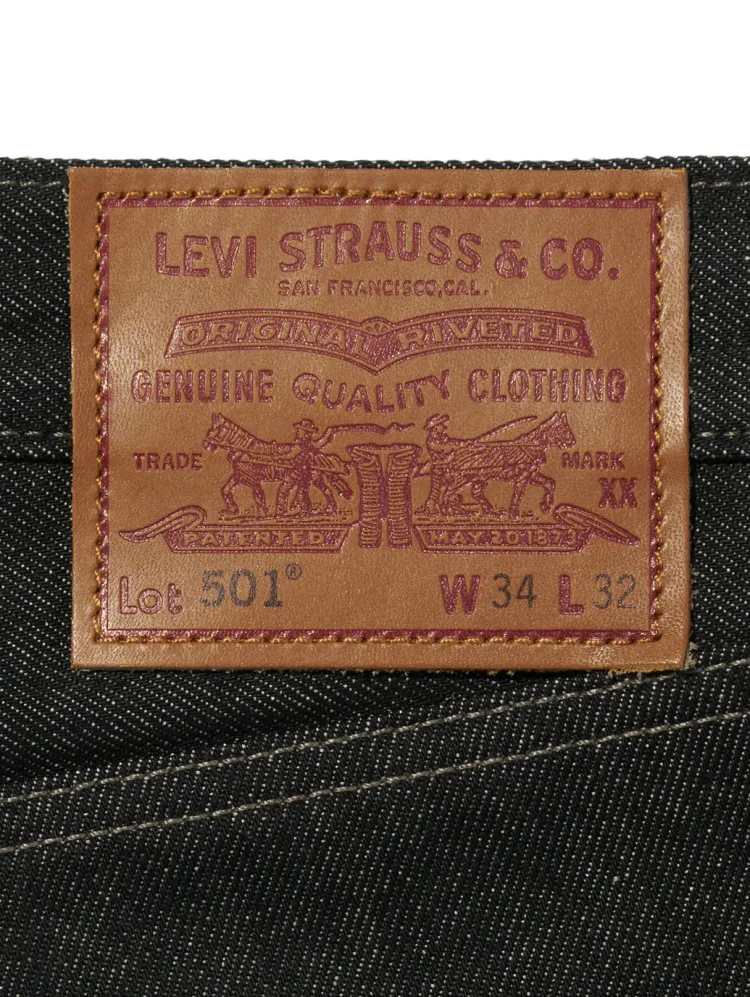 LEVI STRAUSS & CO.
SAN FRANCISCO, CAL.
ORIGINAL RIVETED
GENUINE QUALITY CLOTHING
TRADE MARK
XX
PATENTED MAY 20 1873
Lot 501® W 34 L 32